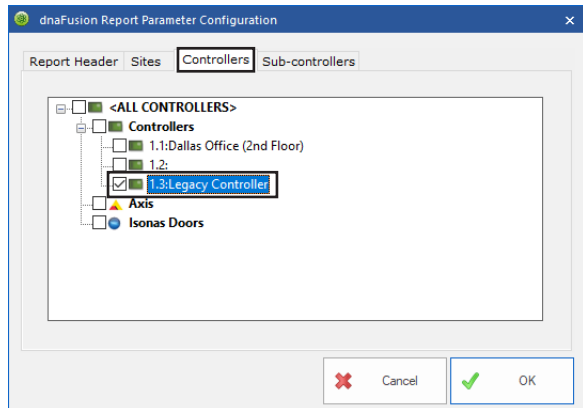 dnaFusion Report Parameter Configuration
Report Header Sites Controllers Sub-controllers
<ALL CONTROLLERS>
Controllers
1.1:Dallas Office (2nd Floor)
1.2:
1.3:Legacy Controller
Axis
Isonas Doors
Cancel OK